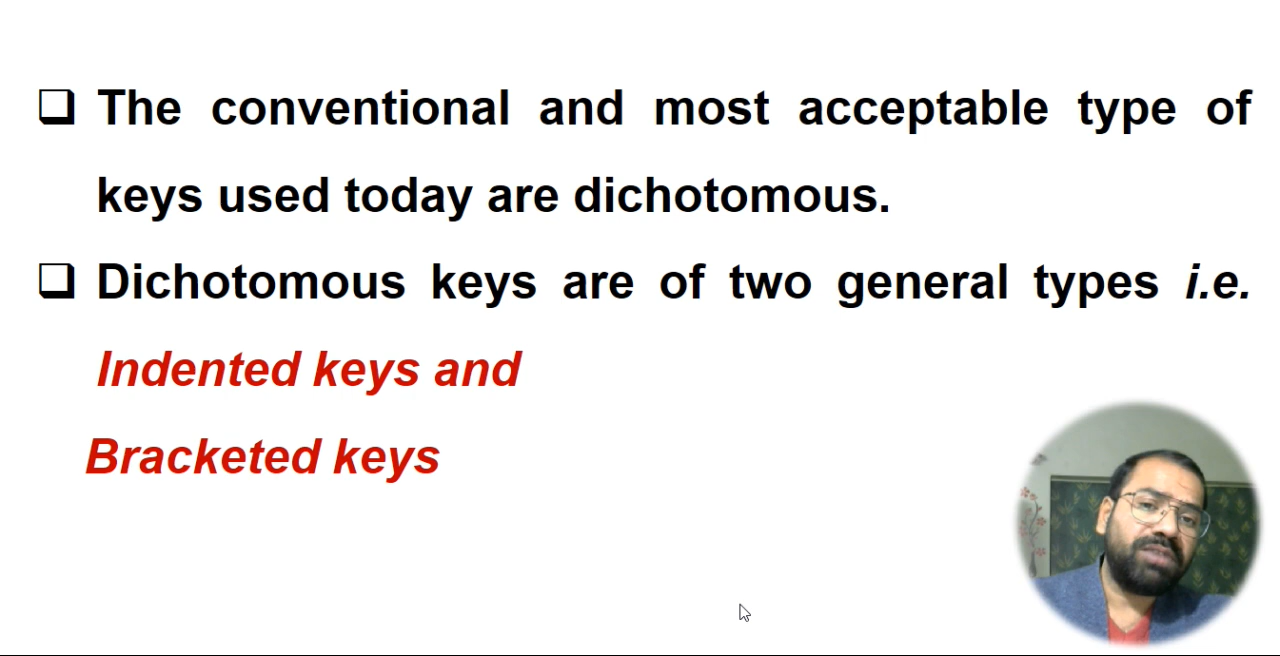 The conventional and most acceptable type of
keys used today are dichotomous.
Dichotomous keys are of two general types i.e.
Indented keys and
Bracketed keys